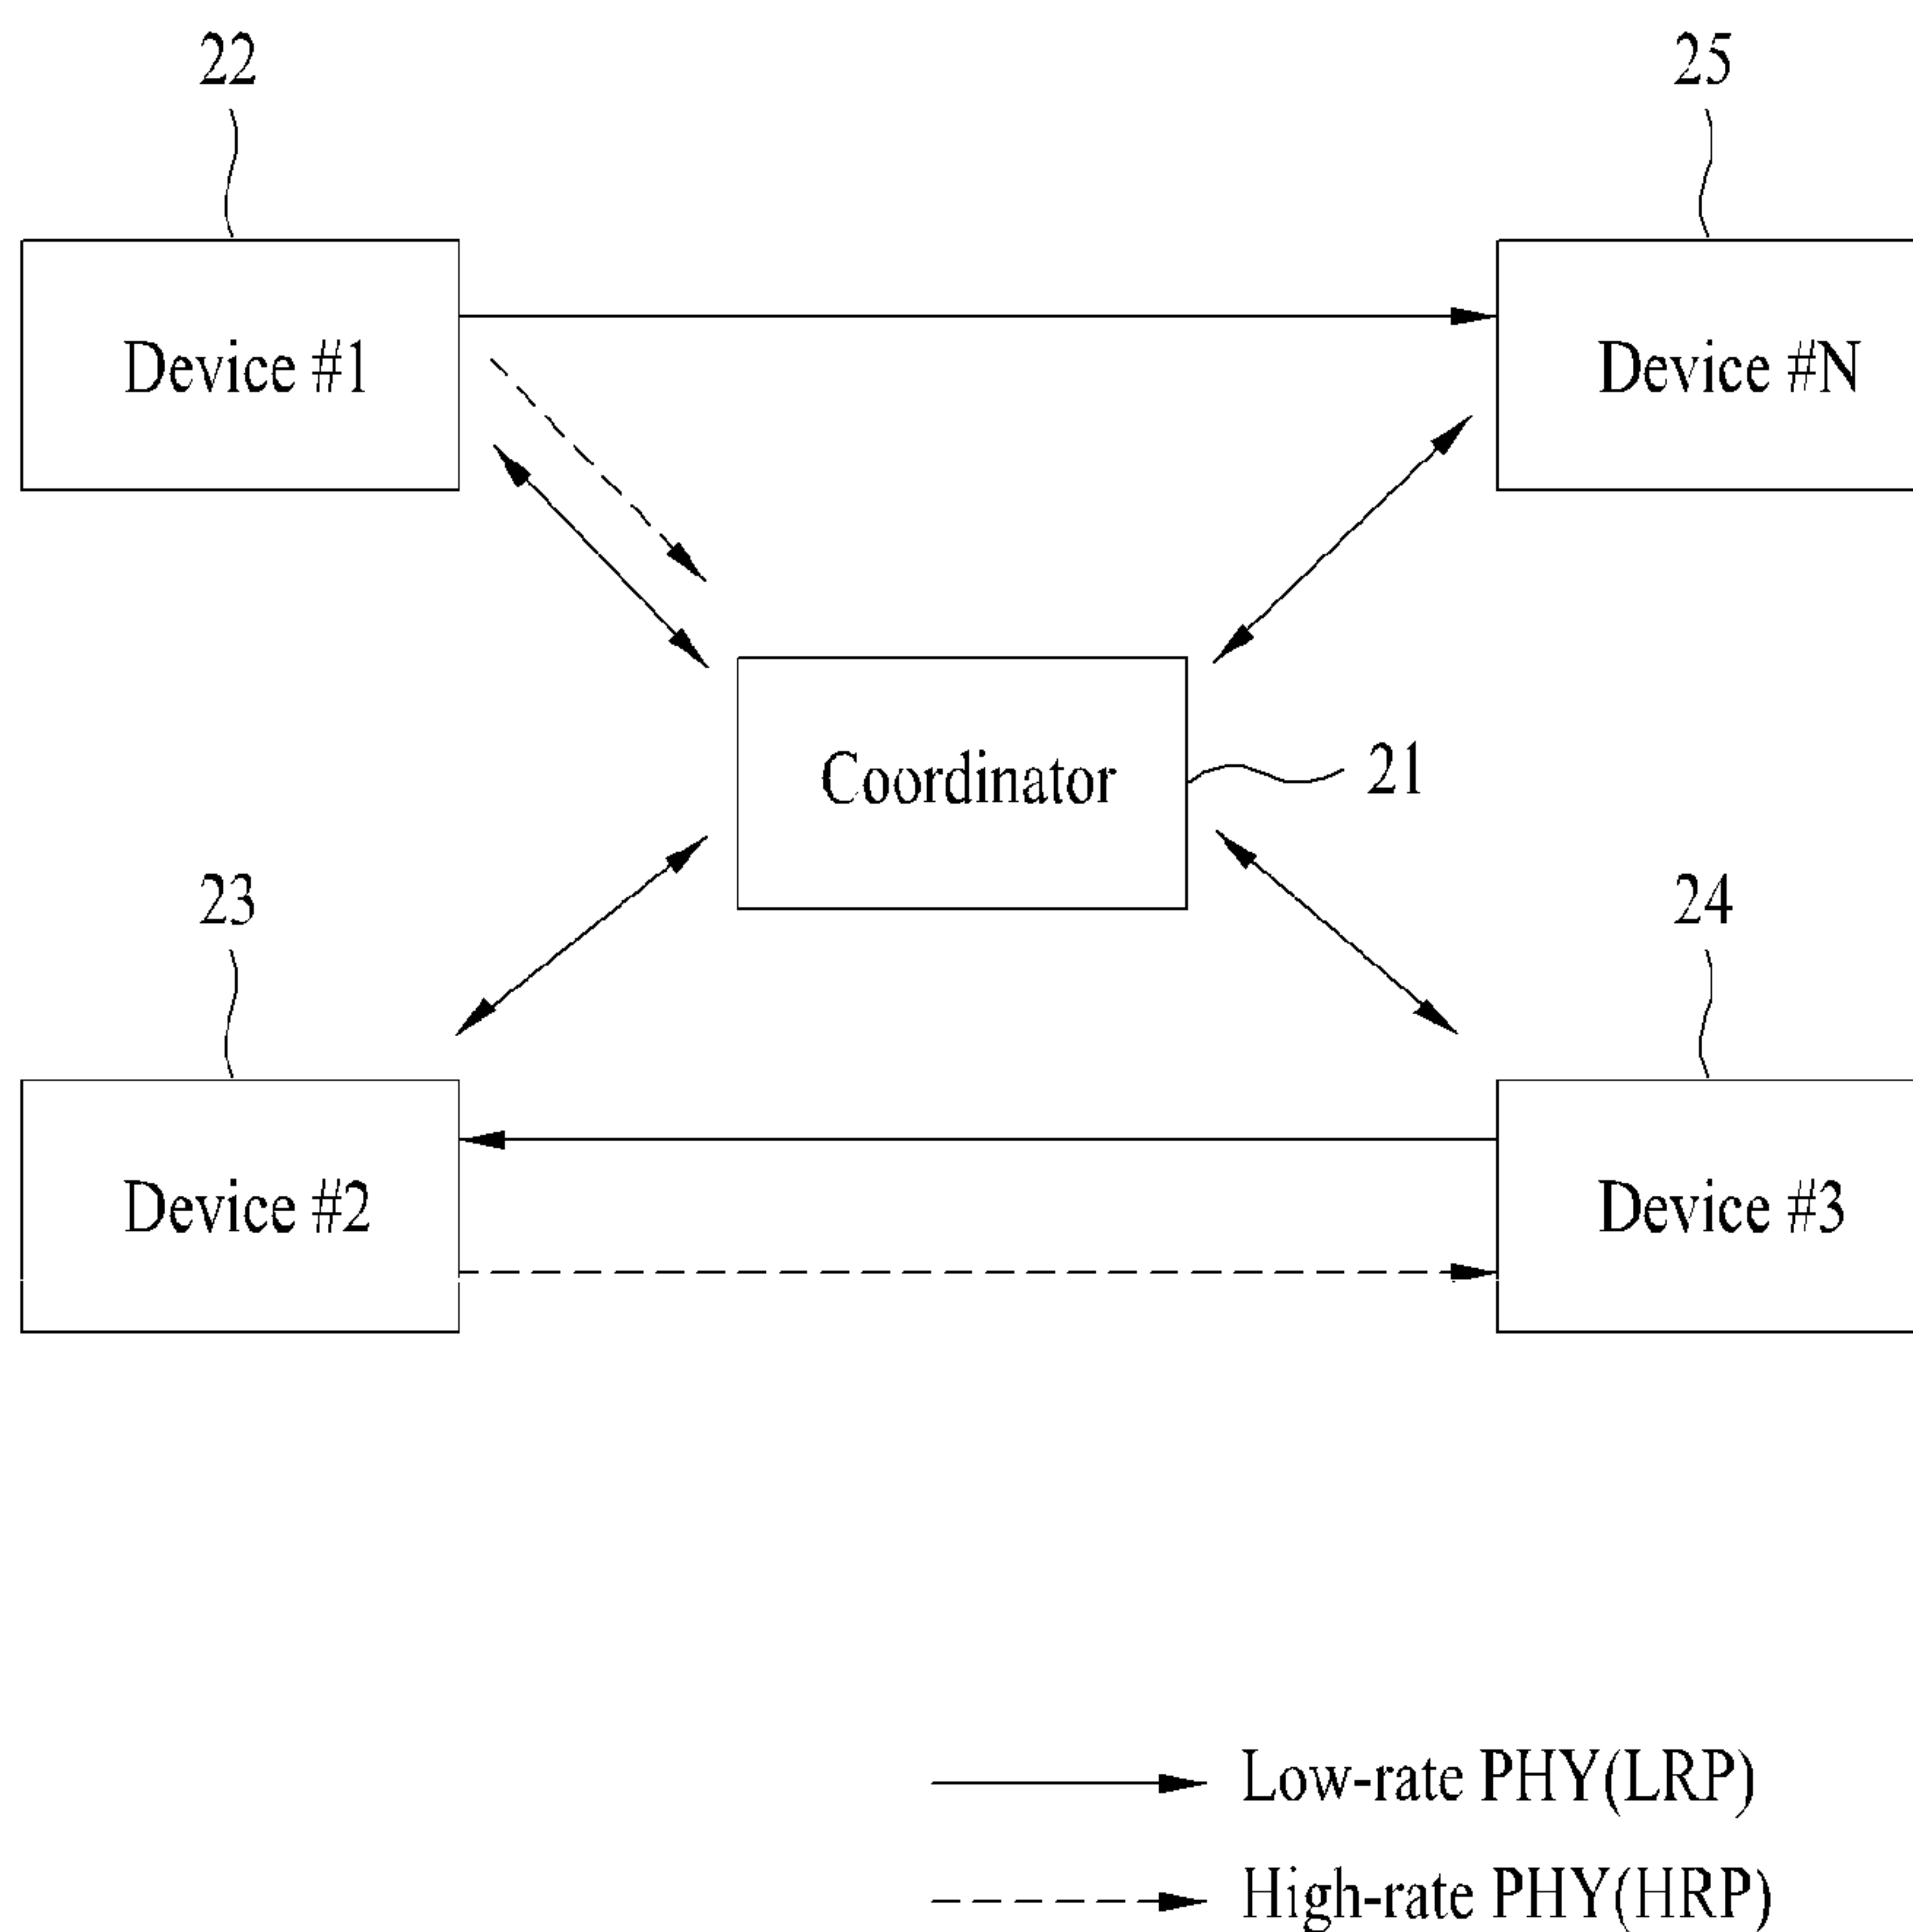 22
25
Device #1
Device #N
Coordinator
21
23
24
Device #2
Device #3
Low-rate PHY(LRP)
High-rate PHY(HRP)